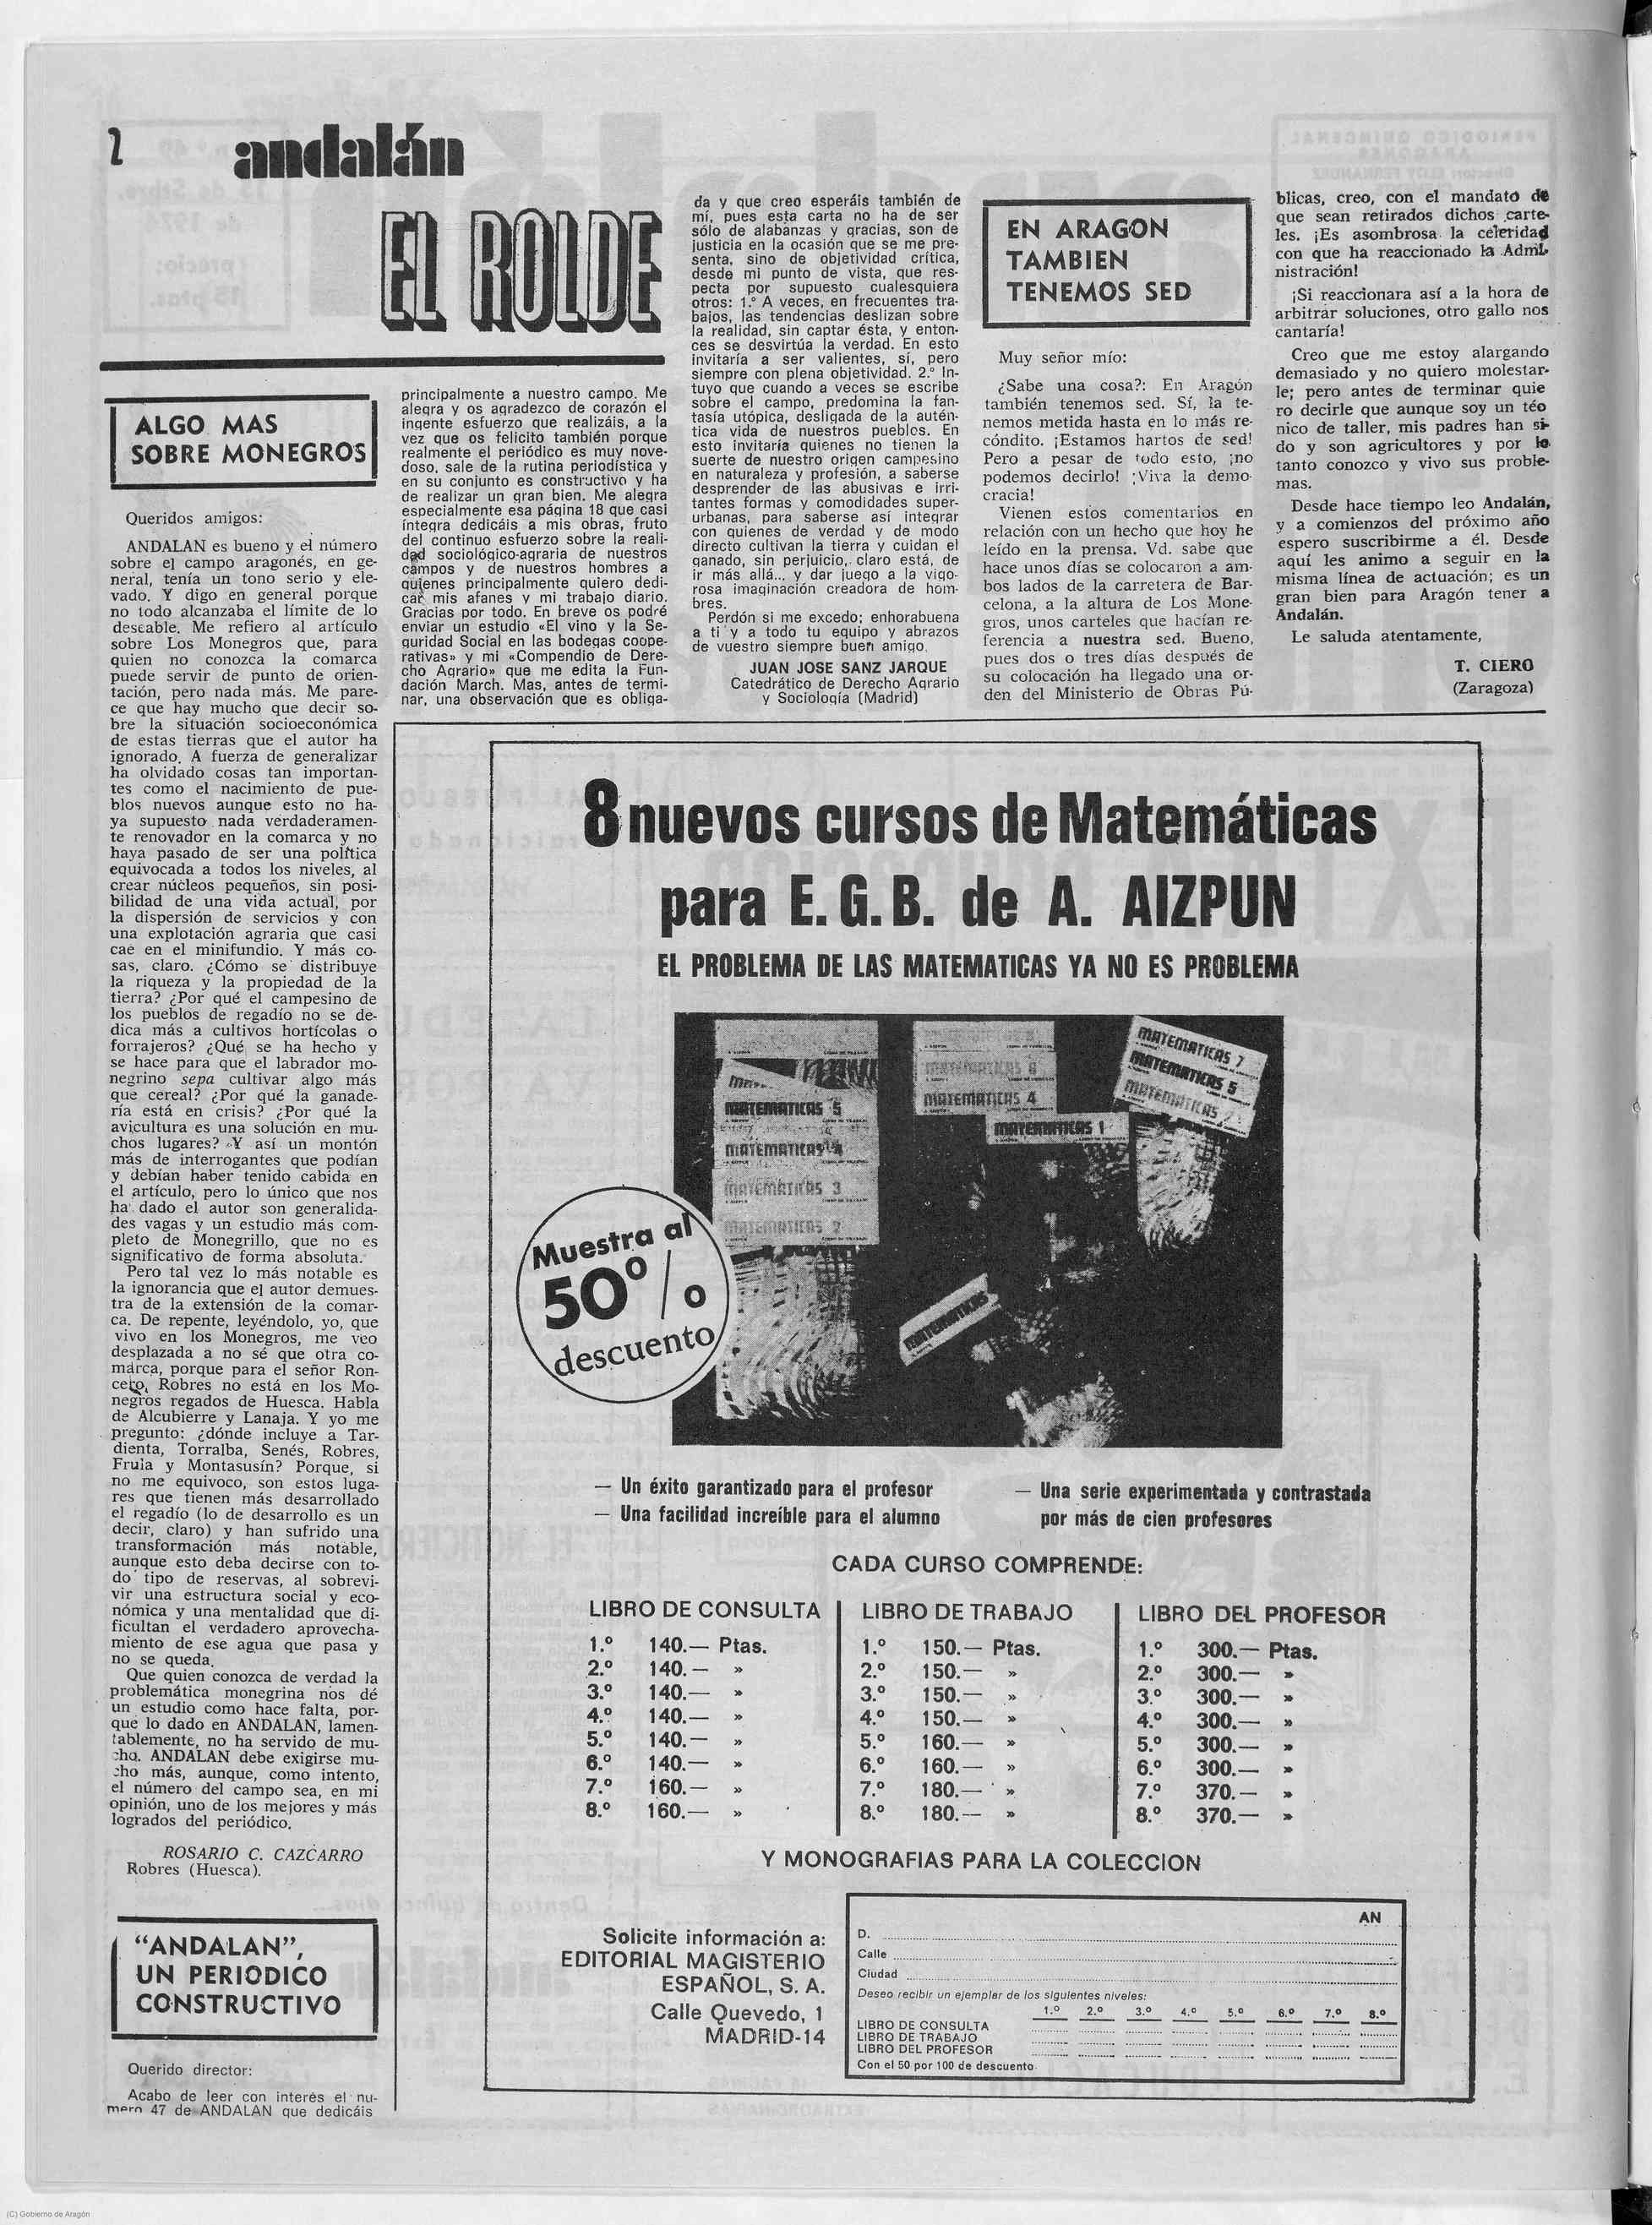 2
andalán
EL ROLDE
ALGO MAS
SOBRE MONEGROS
Queridos amigos:
ANDALAN es bueno y el número
sobre el campo aragonés, en ge-
neral, tenía un tono serio y ele-
vado. Y digo en general porque
no todo alcanzaba el límite de lo
deseable. Me refiero al artículo
sobre Los Monegros que, para
quien no conozca la comarca
puede servir de punto de orien-
tación, pero nada más. Me pare-
ce que hay mucho que decir so-
bre la situación socioeconómica
de estas tierras que el autor ha
ignorado. A fuerza de generalizar
ha olvidado cosas tan importan-
tes como el nacimiento de pue-
blos nuevos aunque esto no ha-
ya supuesto nada verdaderamen-
te renovador en la comarca y no
haya pasado de ser una política
equivocada a todos los niveles, al
crear núcleos pequeños, sin posi-
bilidad de una vida actual, por
la dispersión de servicios y con
una explotación agraria que casi
cae en el minifundio. Y más co-
sas, claro. ¿Cómo se distribuye
la riqueza y la propiedad de la
tierra? ¿Por qué el campesino de
los pueblos de regadío no se de-
dica más a cultivos hortícolas o
forrajeros? ¿Qué se ha hecho y
se hace para que el labrador mo-
negrino sepa cultivar algo más
que cereal? ¿Por qué la ganade-
ría está en crisis? ¿Por qué la
avicultura es una solución en mu-
chos lugares? Y así un montón
más de interrogantes que podían
y debían haber tenido cabida en
el artículo, pero lo único que nos
ha dado el autor son generalida-
des vagas y un estudio más com-
pleto de Monegrillo, que no es
significativo de forma absoluta.
Pero tal vez lo más notable es
la ignorancia que el autor demues-
tra de la extensión de la comar-
ca. De repente, leyéndolo, yo, que
vivo en los Monegros, me veo
desplazada a no sé que otra co-
marca, porque para el señor Ron-
cero, Robres no está en los Mo-
negros regados de Huesca. Habla
de Alcubierre y Lanaja. Y yo me
pregunto: ¿dónde incluye a Tar-
dienta, Torralba, Senés, Robres,
Frula y Montasusín? Porque, si
no me equivoco, son estos luga-
res que tienen más desarrollado
el regadío (lo de desarrollo es un
decir, claro) y han sufrido una
transformación más notable,
aunque esto deba decirse con to-
do tipo de reservas, al sobrevi-
vir una estructura social y eco-
nómica y una mentalidad que di-
ficultan el verdadero aprovecha-
miento de ese agua que pasa y
no se queda.
Que quien conozca de verdad la
problemática monegrina nos dé
un estudio como hace falta, por-
que lo dado en ANDALAN, lamen-
tablemente, no ha servido de mu-
cho. ANDALAN debe exigirse mu-
cho más, aunque, como intento,
el número del campo sea, en mi
opinión, uno de los mejores y más
logrados del periódico.
ROSARIO C. CAZCARRO
Robres (Huesca).
"ANDALAN",
UN PERIODICO
CONSTRUCTIVO
Querido director:
Acabo de leer con interés el nu-
mero 47 de ANDALAN que dedicáis
principalmente a nuestro campo. Me
alegra y os agradezco de corazón el
ingente esfuerzo que realizáis, a la
vez que os felicito también porque
realmente el periódico es muy nove-
doso, sale de la rutina periodística y
en su conjunto es constructivo y ha
de realizar un gran bien. Me alegra
especialmente esa página 18 que casi
íntegra dedicáis a mis obras, fruto
del continuo esfuerzo sobre la reali-
dad sociológico-agraria de nuestros
campos y de nuestros hombres a
quienes principalmente quiero dedi-
car mis afanes y mi trabajo diario.
Gracias por todo. En breve os podré
enviar un estudio «El vino y la Se-
guridad Social en las bodegas coope-
rativas» y mi «Compendio de Dere-
cho Agrario» que me edita la Fun-
dación March. Mas, antes de termi-
nar, una observación que es obliga-
da y que creo esperáis también de
mí, pues esta carta no ha de ser
sólo de alabanzas y gracias, son de
justicia en la ocasión que se me pre-
senta, sino de objetividad crítica,
desde mi punto de vista, que res-
pecta por supuesto cualesquiera
otros: 1.º A veces, en frecuentes tra-
bajos, las tendencias deslizan sobre
la realidad, sin captar ésta, y enton-
ces se desvirtúa la verdad. En esto
invitaría a ser valientes, sí, pero
siempre con plena objetividad. 2.º In-
tuyo que cuando a veces se escribe
sobre el campo, predomina la fan-
tasía utópica, desligada de la autén-
tica vida de nuestros pueblos. En
esto invitaría quienes no tienen la
suerte de nuestro origen campesino
en naturaleza y profesión, a saberse
desprender de las abusivas e irri-
tantes formas y comodidades super-
urbanas, para saberse así integrar
con quienes de verdad y de modo
directo cultivan la tierra y cuidan el
ganado, sin perjuicio, claro está, de
ir más allá... y dar juego a la vigo-
rosa imaginación creadora de hom-
bres.
Perdón si me excedo; enhorabuena
a ti y a todo tu equipo y abrazos
de vuestro siempre buen amigo.
JUAN JOSE SANZ JARQUE
Catedrático de Derecho Agrario
y Sociología (Madrid)
EN ARAGON
TAMBIEN
TENEMOS SED
Muy señor mío:
¿Sabe una cosa?: En Aragón
también tenemos sed. Sí, la te-
nemos metida hasta en lo más re-
cóndito. ¡Estamos hartos de sed!
Pero a pesar de todo esto, ¡no
podemos decirlo! ¡Viva la demo-
cracia!
Vienen estos comentarios en
relación con un hecho que hoy he
leído en la prensa. Vd. sabe que
hace unos días se colocaron a am-
bos lados de la carretera de Bar-
celona, a la altura de Los Mone-
gros, unos carteles que hacían re-
ferencia a nuestra sed. Bueno,
pues dos o tres días después de
su colocación ha llegado una or-
den del Ministerio de Obras Pú-
blicas, creo, con el mandato de
que sean retirados dichos carte-
les. ¡Es asombrosa la celeridad
con que ha reaccionado la Admi-
nistración!
¡Si reaccionara así a la hora de
arbitrar soluciones, otro gallo nos
cantaría!
Creo que me estoy alargando
demasiado y no quiero molestar-
le; pero antes de terminar quie
ro decirle que aunque soy un téc
nico de taller, mis padres han si-
do y son agricultores y por lo
tanto conozco y vivo sus proble-
mas.
Desde hace tiempo leo Andalán,
y a comienzos del próximo año
espero suscribirme a él. Desde
aquí les animo a seguir en la
misma línea de actuación; es un
gran bien para Aragón tener a
Andalán.
Le saluda atentamente,
T. CIERO
(Zaragoza)
8 nuevos cursos de Matemáticas
para E.G.B. de A. AIZPUN
EL PROBLEMA DE LAS MATEMATICAS YA NO ES PROBLEMA
MATEMATICAS 5
MATEMATICAS 4
MATEMATICAS 3
MATEMATICAS 2
MATEMATICAS 6
MATEMATICAS 4
MATEMATICAS 1
MATEMATICAS 7
MATEMATICAS 5
MATEMATICAS 2
MATEMATICAS
Muestra al
50%
descuento
— Un éxito garantizado para el profesor
— Una facilidad increíble para el alumno
— Una serie experimentada y contrastada
por más de cien profesores
CADA CURSO COMPRENDE:
LIBRO DE CONSULTA
1.º 140.— Ptas.
2.º 140.— »
3.º 140.— »
4.º 140.— »
5.º 140.— »
6.º 140.— »
7.º 160.— »
8.º 160.— »
LIBRO DE TRABAJO
1.º 150.— Ptas.
2.º 150.— »
3.º 150.— »
4.º 150.— »
5.º 160.— »
6.º 160.— »
7.º 180.— »
8.º 180.— »
LIBRO DEL PROFESOR
1.º 300.— Ptas.
2.º 300.— »
3.º 300.— »
4.º 300.— »
5.º 300.— »
6.º 300.— »
7.º 370.— »
8.º 370.— »
Y MONOGRAFIAS PARA LA COLECCION
Solicite información a:
EDITORIAL MAGISTERIO
ESPAÑOL, S. A.
Calle Quevedo, 1
MADRID-14
AN
D.
Calle
Ciudad
Deseo recibir un ejemplar de los siguientes niveles:
1.º 2.º 3.º 4.º 5.º 6.º 7.º 8.º
LIBRO DE CONSULTA
LIBRO DE TRABAJO
LIBRO DEL PROFESOR
Con el 50 por 100 de descuento
(C) Gobierno de Aragón